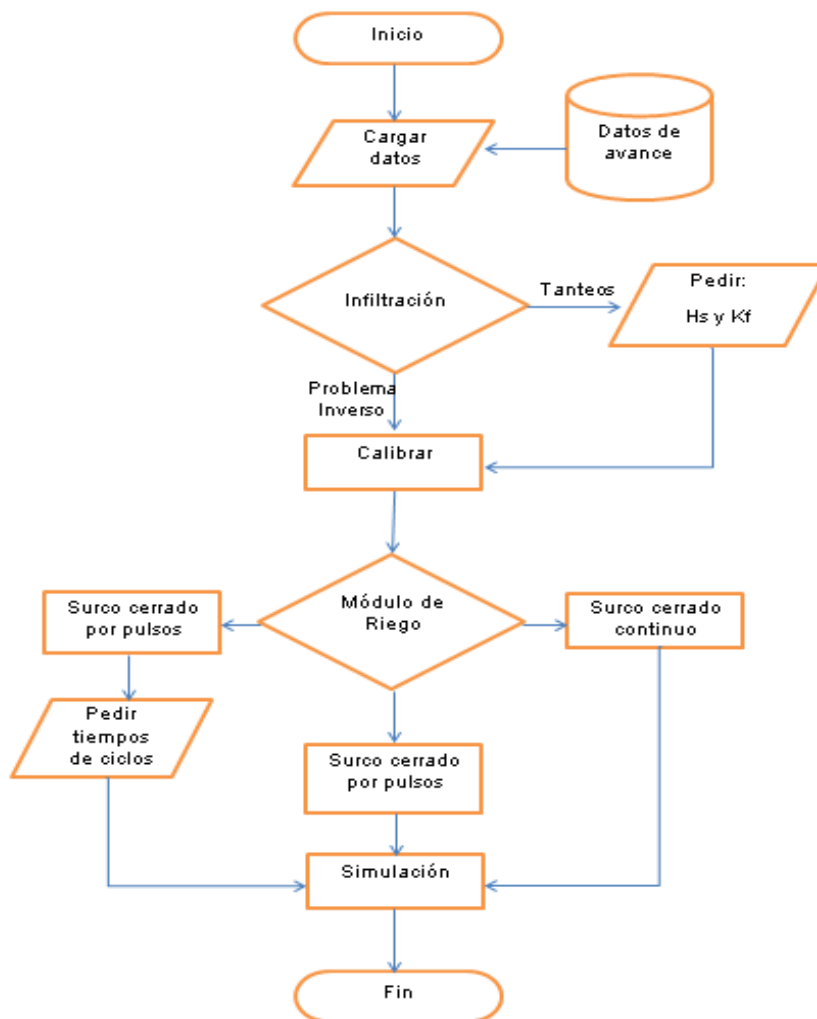 Inicio
Cargar
datos
Datos de
avance
Infiltración
Tanteos
Pedir:
Hs y Kf
Problema
Inverso
Calibrar
Surco cerrado
por pulsos
Módulo de
Riego
Surco cerrado
continuo
Pedir
tiempos
de ciclos
Surco cerrado
por pulsos
Simulación
Fin